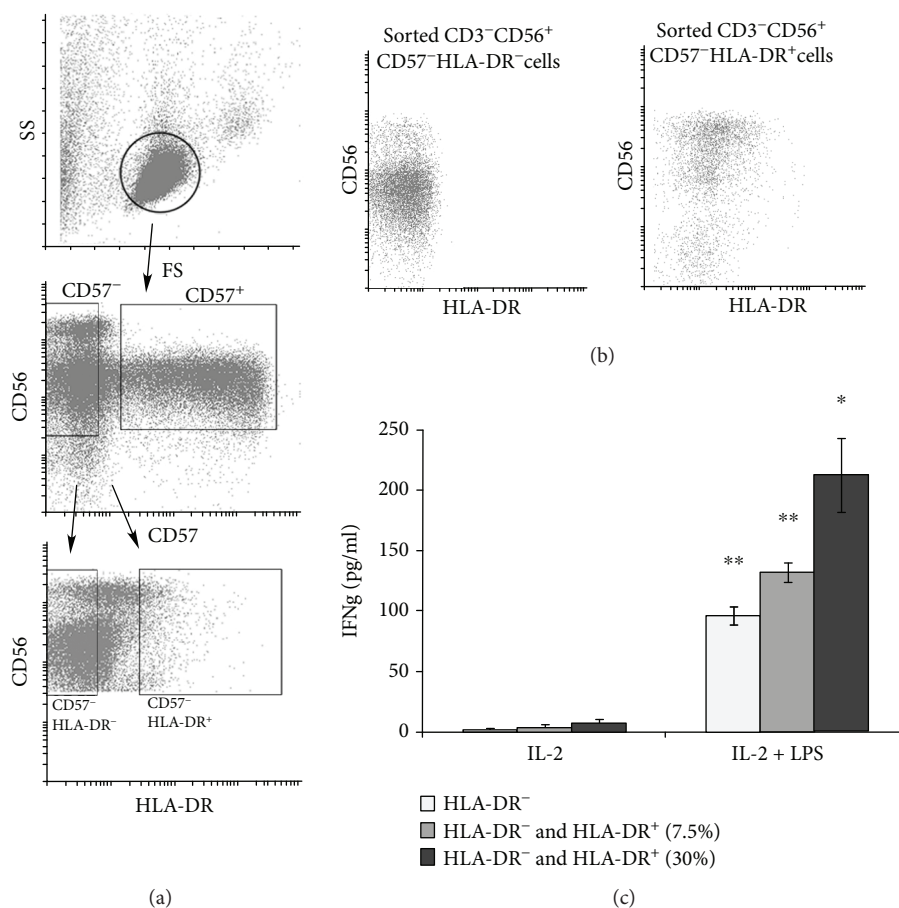 SS
FS
CD57⁻
CD57⁺
CD56
CD57
CD56
CD57⁻
HLA-DR⁻
CD57⁻
HLA-DR⁺
HLA-DR
(a)
Sorted CD3⁻CD56⁺
CD57⁻HLA-DR⁻cells
CD56
HLA-DR
Sorted CD3⁻CD56⁺
CD57⁻HLA-DR⁺cells
CD56
HLA-DR
(b)
IFNg (pg/ml)
300
250
200
150
100
50
0
**
**
*
IL-2
IL-2 + LPS
HLA-DR⁻
HLA-DR⁻ and HLA-DR⁺ (7.5%)
HLA-DR⁻ and HLA-DR⁺ (30%)
(c)